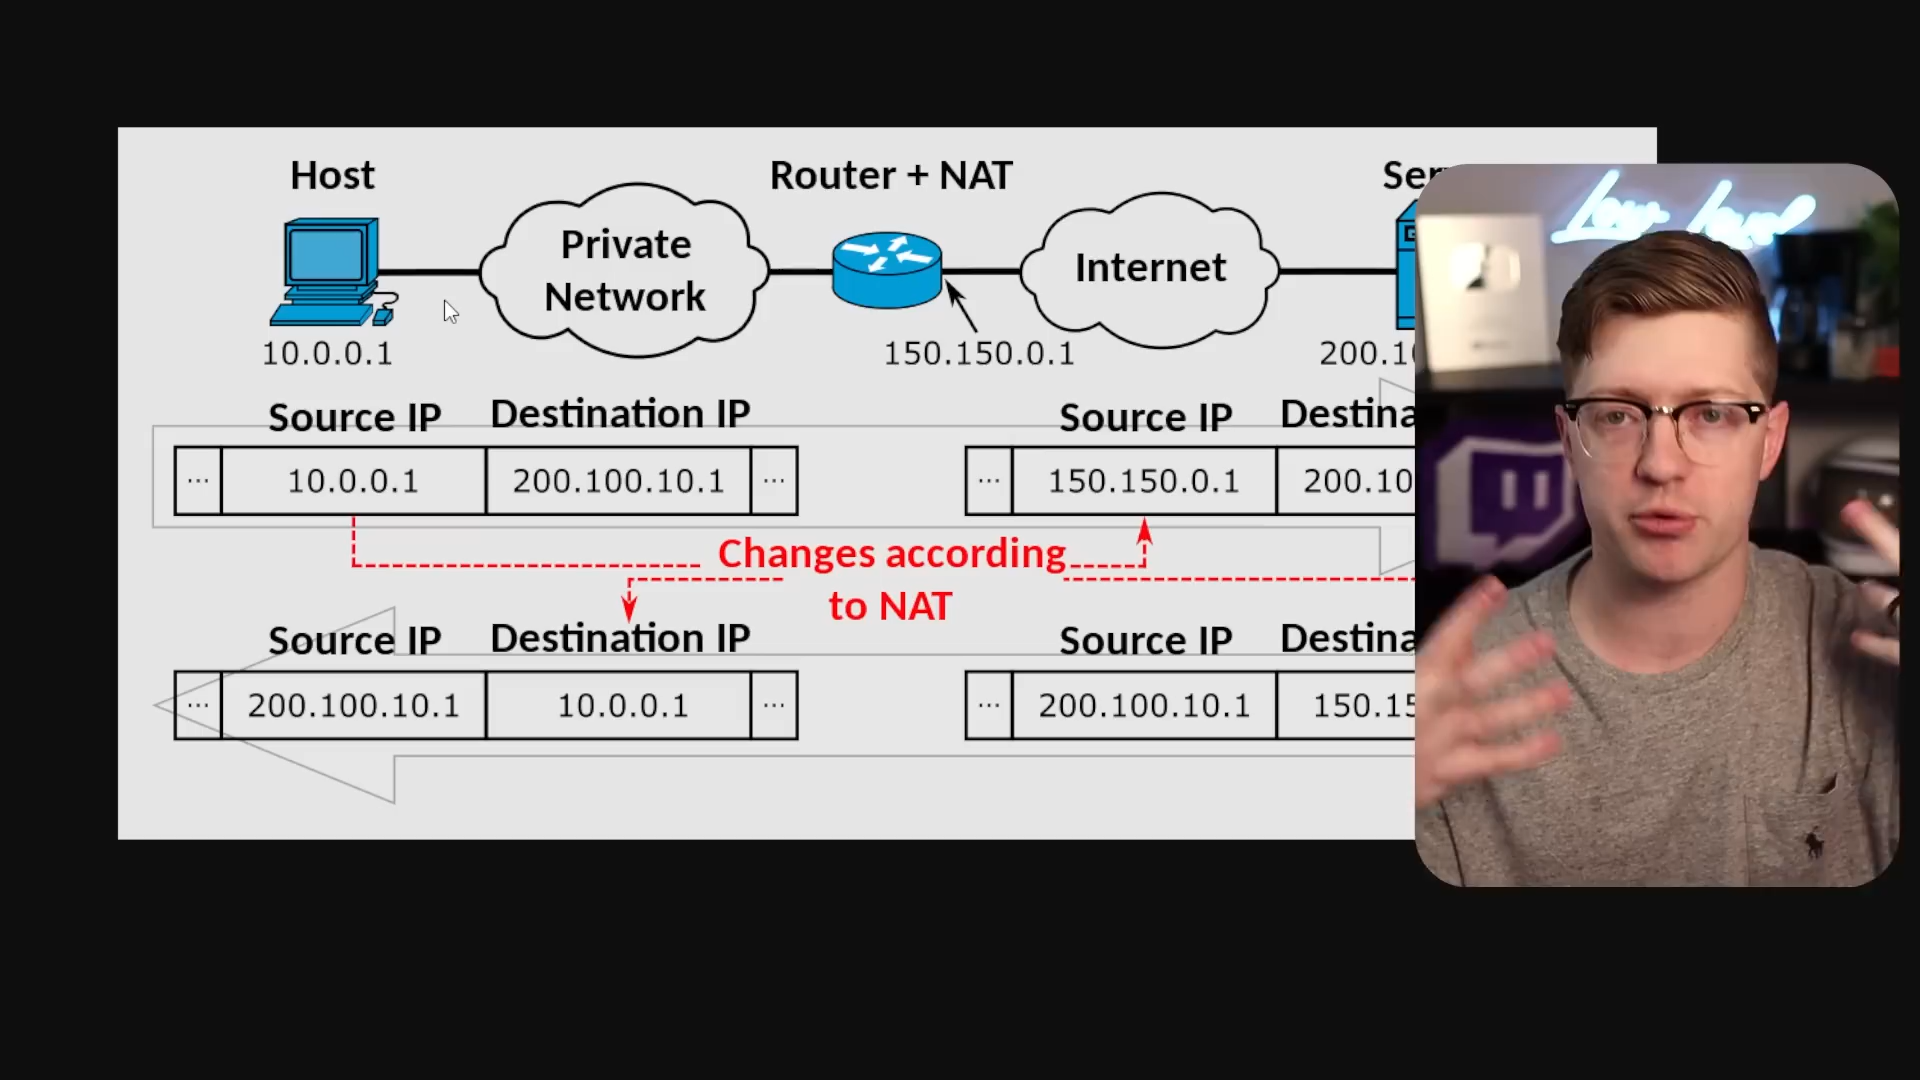 Host
Router + NAT
Private
Network
Internet
10.0.0.1
150.150.0.1
Source IP
Destination IP
Source IP
... 10.0.0.1 200.100.10.1 ...
... 150.150.0.1
Changes according
to NAT
Source IP
Destination IP
Source IP
... 200.100.10.1 10.0.0.1 ...
... 200.100.10.1
Low Level